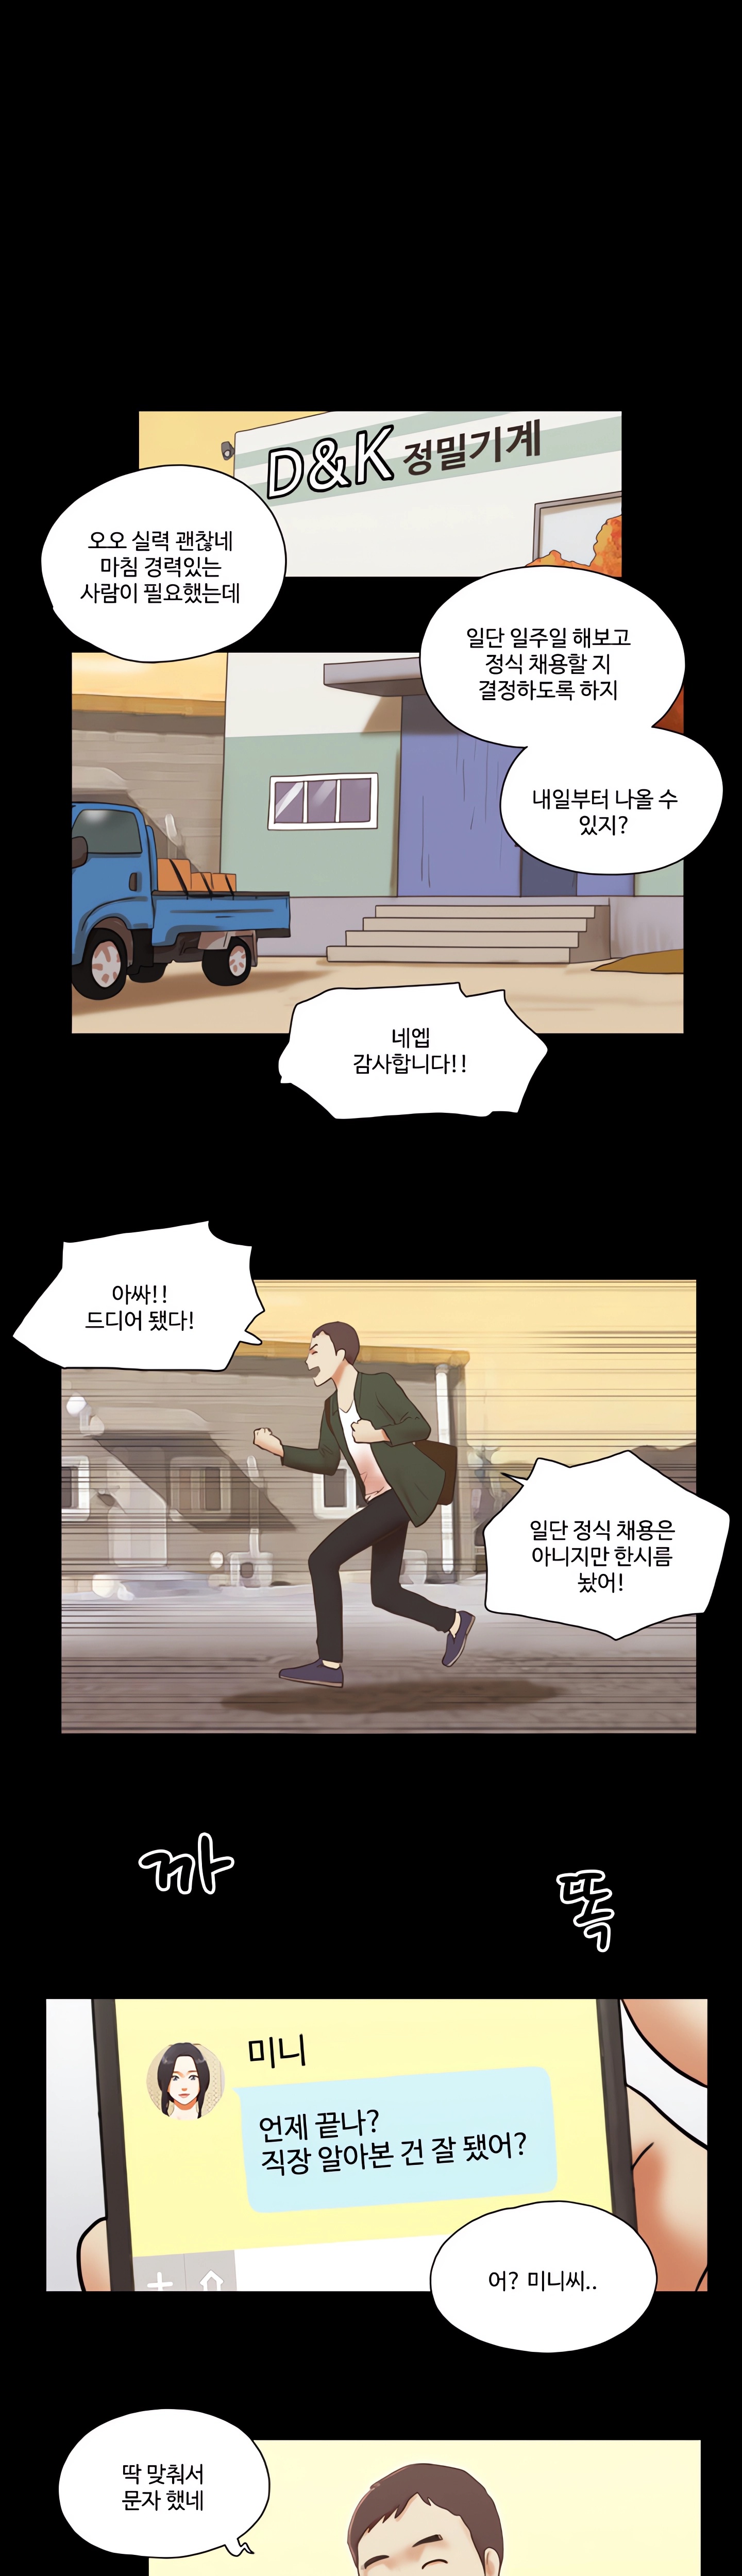 D&K 정밀기계
오오 실력 괜찮네
마침 경력있는
사람이 필요했는데
일단 일주일 해보고
정식 채용할 지
결정하도록 하지
내일부터 나올 수
있지?
네엡
감사합니다!!
아싸!!
드디어 됐다!
일단 정식 채용은
아니지만 한시름
놨어!
까
똑
미니
언제 끝나?
직장 알아본 건 잘 됐어?
어? 미니씨..
딱 맞춰서
문자 했네